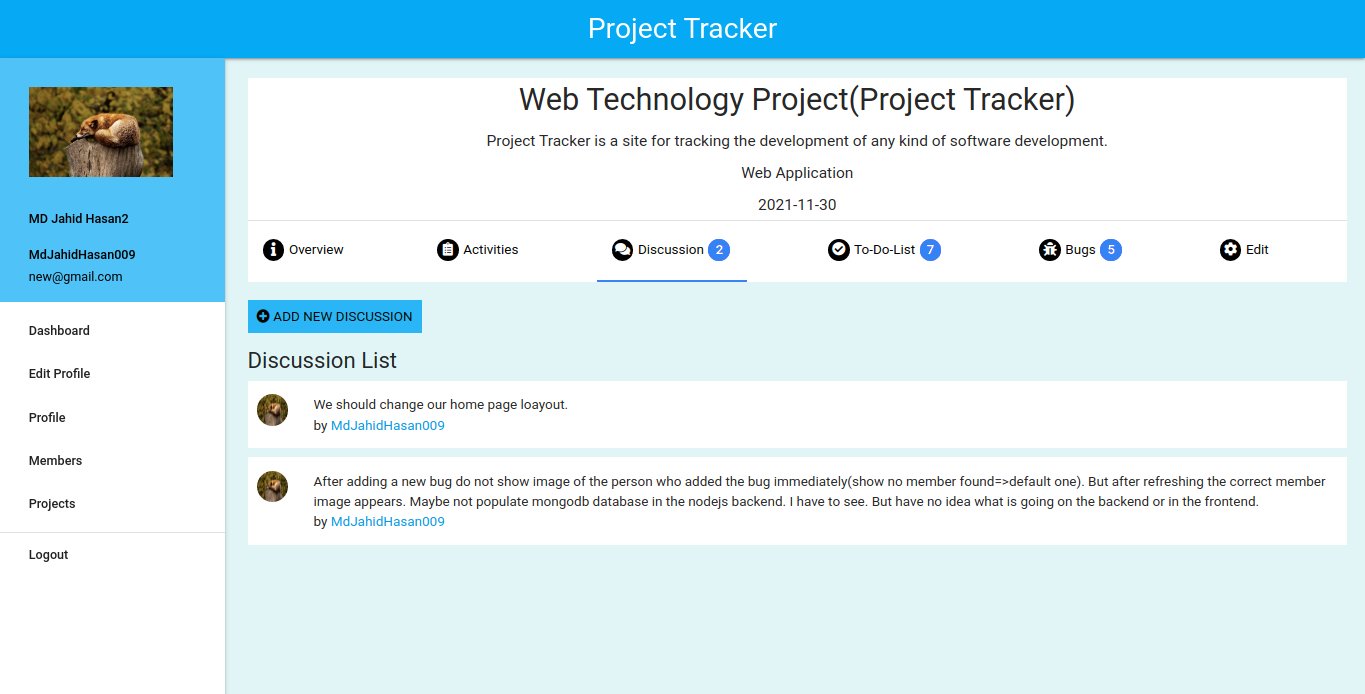 Project Tracker
MD Jahid Hasan2
MdJahidHasan009
new@gmail.com
Dashboard
Edit Profile
Profile
Members
Projects
Logout
Web Technology Project(Project Tracker)
Project Tracker is a site for tracking the development of any kind of software development.
Web Application
2021-11-30
Overview Activities Discussion 2 To-Do-List 7 Bugs 5 Edit
ADD NEW DISCUSSION
Discussion List
We should change our home page loayout.
by MdJahidHasan009
After adding a new bug do not show image of the person who added the bug immediately(show no member found=>default one). But after refreshing the correct member
image appears. Maybe not populate mongodb database in the nodejs backend. I have to see. But have no idea what is going on the backend or in the frontend.
by MdJahidHasan009